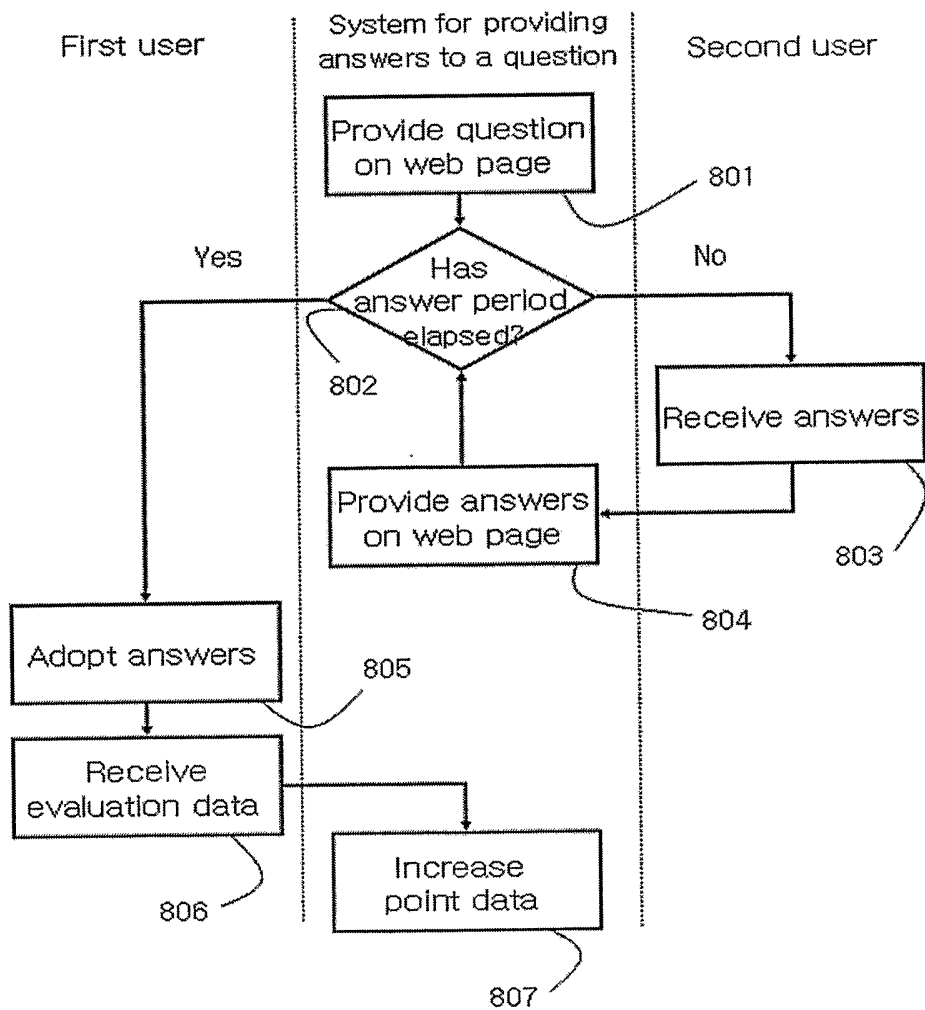 First user
System for providing
answers to a question
Second user
Provide question
on web page
801
Yes
Has
answer period
elapsed?
No
802
Receive answers
803
Provide answers
on web page
804
Adopt answers
805
Receive
evaluation data
806
Increase
point data
807